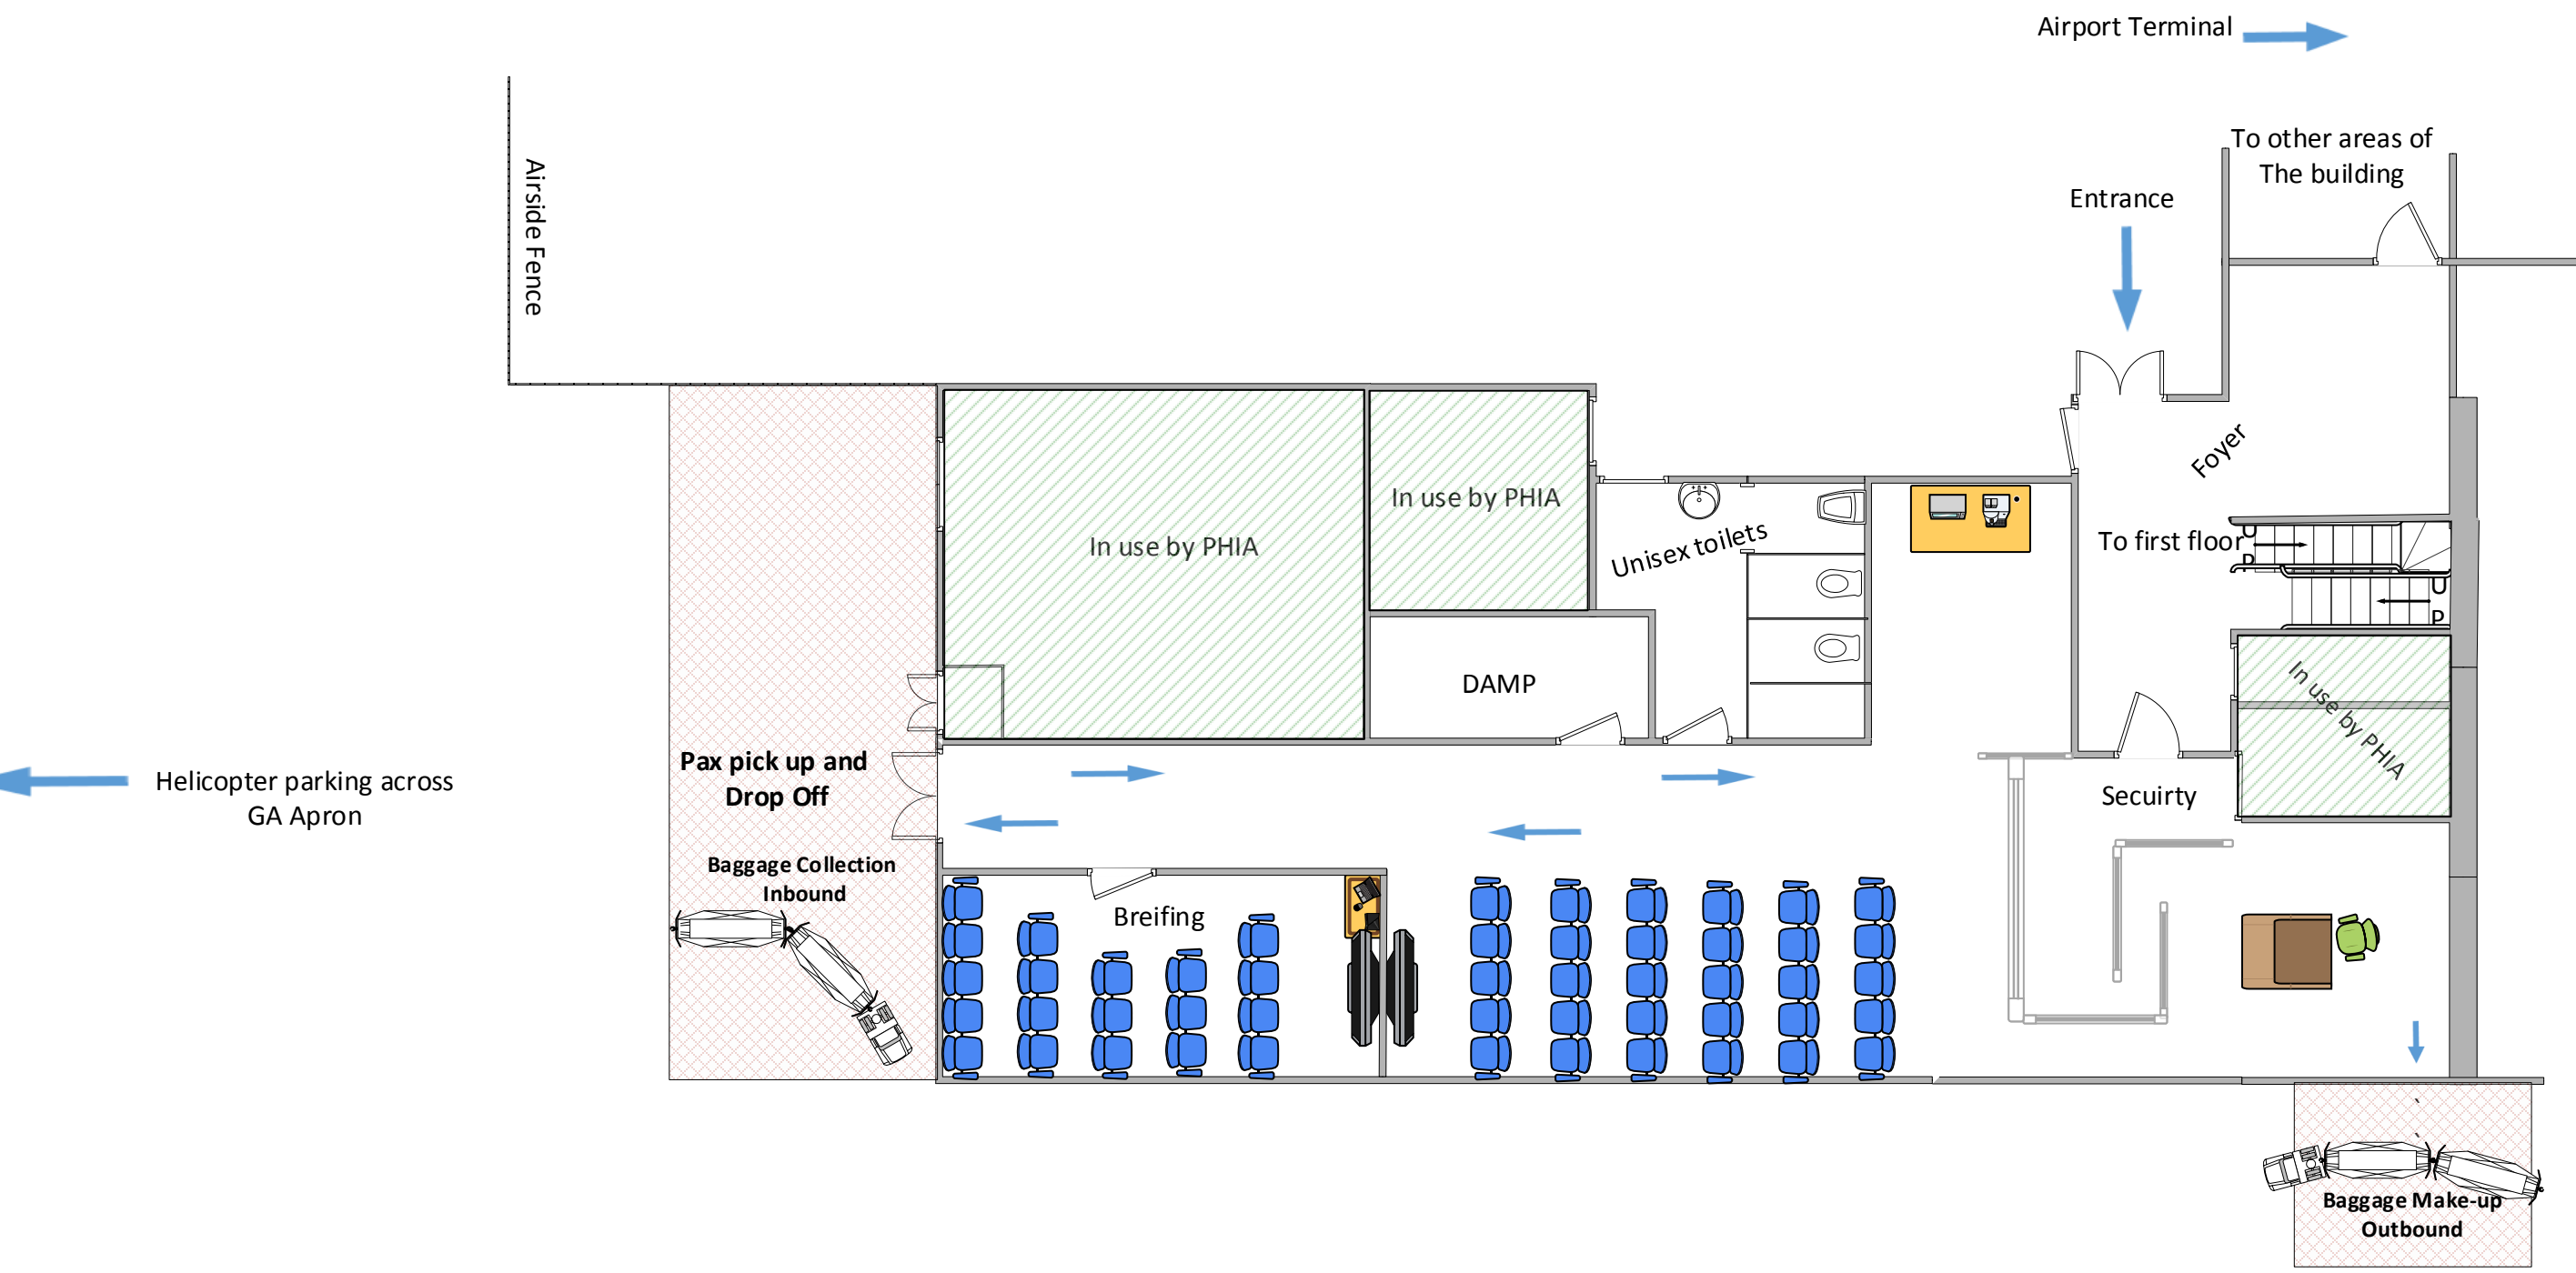 Airport Terminal
To other areas of
The building
Entrance
Airside Fence
Foyer
In use by PHIA
In use by PHIA
Unisex toilets
To first floor
U
P
U
P
In use by PHIA
DAMP
Pax pick up and
Drop Off
Helicopter parking across
GA Apron
Secuirty
Baggage Collection
Inbound
Breifing
Baggage Make-up
Outbound